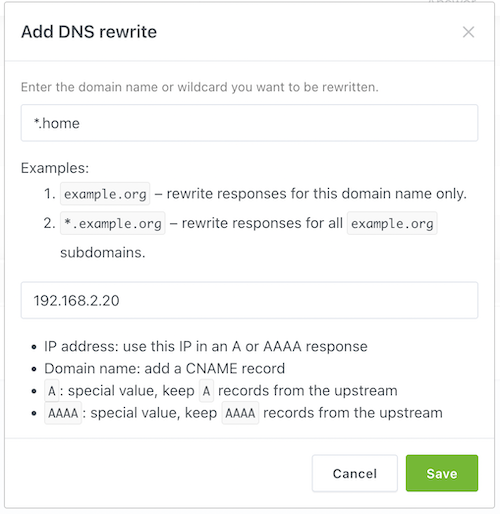 Add DNS rewrite
Enter the domain name or wildcard you want to be rewritten.
*.home
Examples:
1. example.org – rewrite responses for this domain name only.
2. *.example.org – rewrite responses for all example.org
subdomains.
192.168.2.20
• IP address: use this IP in an A or AAAA response
• Domain name: add a CNAME record
• A: special value, keep A records from the upstream
• AAAA: special value, keep AAAA records from the upstream
Cancel Save